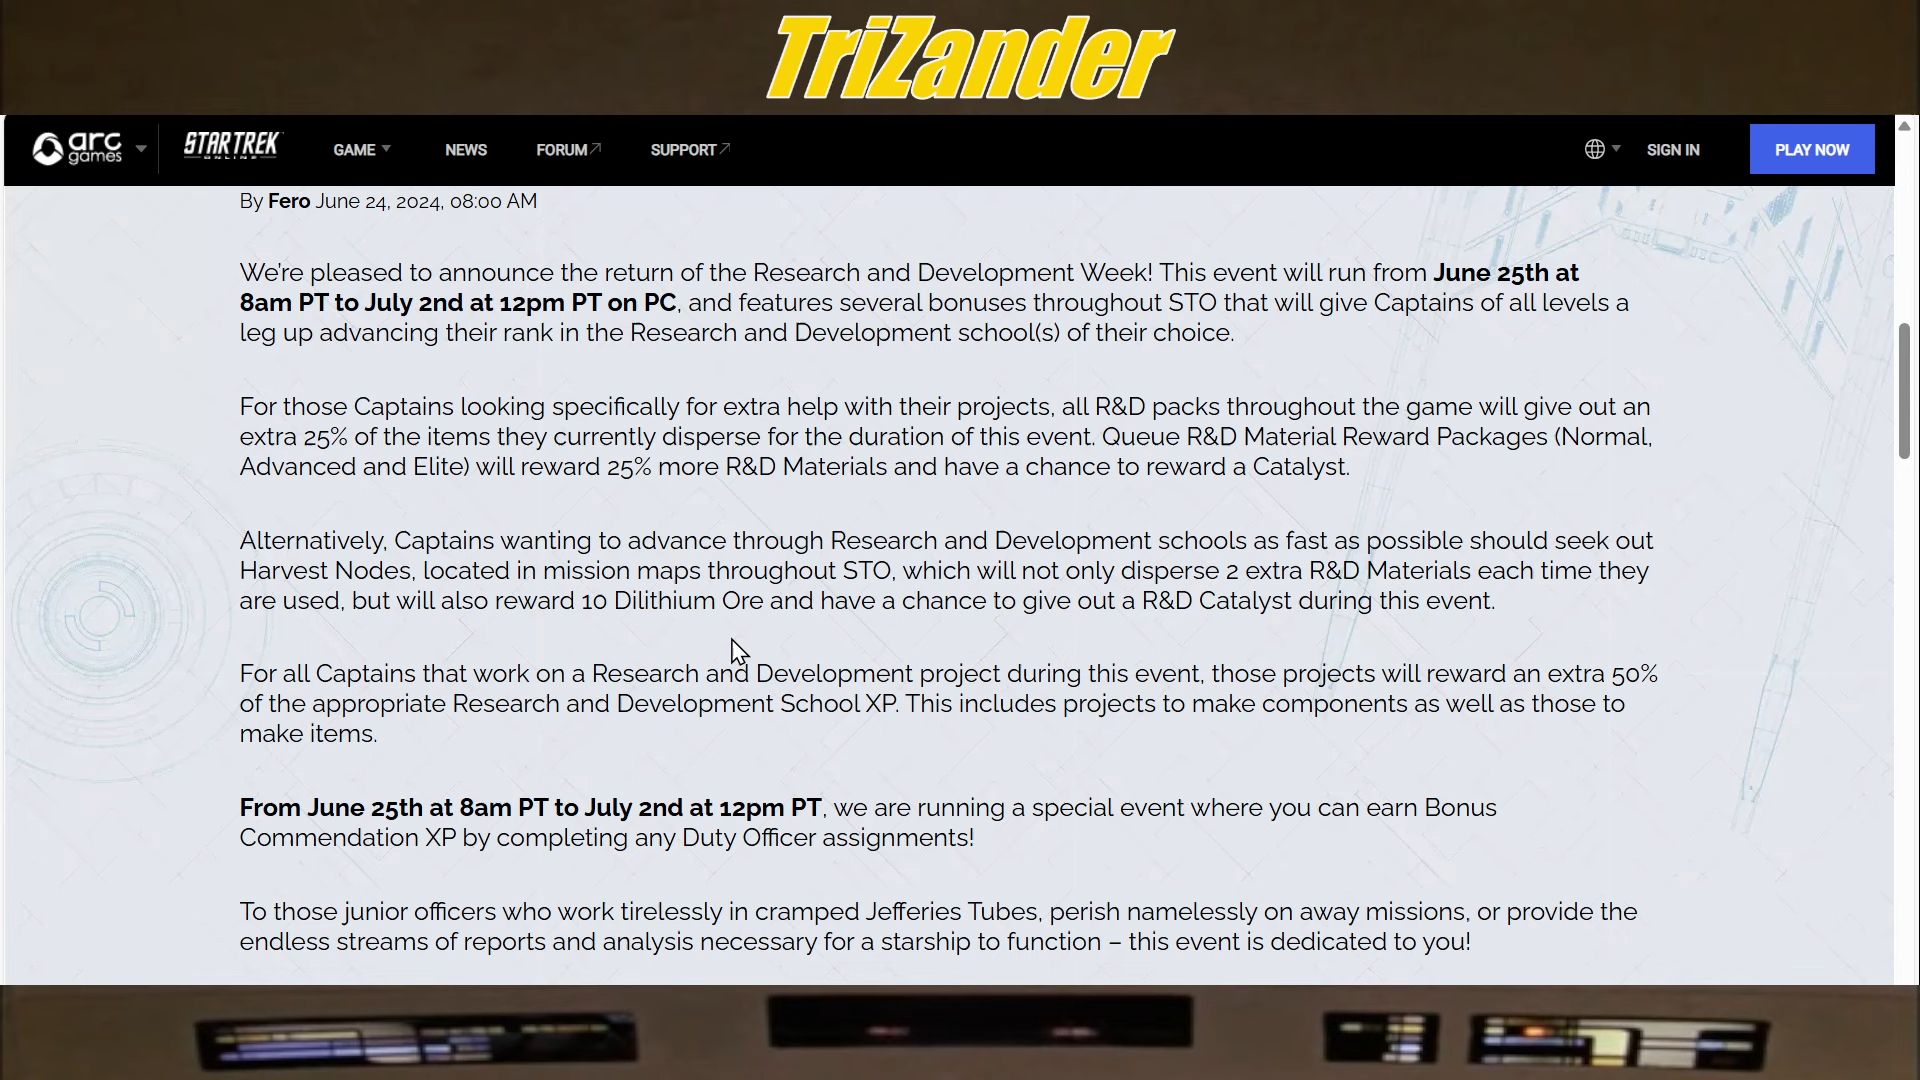 TriZander
arc games
STAR TREK ONLINE
GAME
NEWS
FORUM
SUPPORT
SIGN IN
PLAY NOW
By Fero June 24, 2024, 08:00 AM
We're pleased to announce the return of the Research and Development Week! This event will run from June 25th at
8am PT to July 2nd at 12pm PT on PC, and features several bonuses throughout STO that will give Captains of all levels a
leg up advancing their rank in the Research and Development school(s) of their choice.
For those Captains looking specifically for extra help with their projects, all R&D packs throughout the game will give out an
extra 25% of the items they currently disperse for the duration of this event. Queue R&D Material Reward Packages (Normal,
Advanced and Elite) will reward 25% more R&D Materials and have a chance to reward a Catalyst.
Alternatively, Captains wanting to advance through Research and Development schools as fast as possible should seek out
Harvest Nodes, located in mission maps throughout STO, which will not only disperse 2 extra R&D Materials each time they
are used, but will also reward 10 Dilithium Ore and have a chance to give out a R&D Catalyst during this event.
For all Captains that work on a Research and Development project during this event, those projects will reward an extra 50%
of the appropriate Research and Development School XP. This includes projects to make components as well as those to
make items.
From June 25th at 8am PT to July 2nd at 12pm PT, we are running a special event where you can earn Bonus
Commendation XP by completing any Duty Officer assignments!
To those junior officers who work tirelessly in cramped Jefferies Tubes, perish namelessly on away missions, or provide the
endless streams of reports and analysis necessary for a starship to function – this event is dedicated to you!